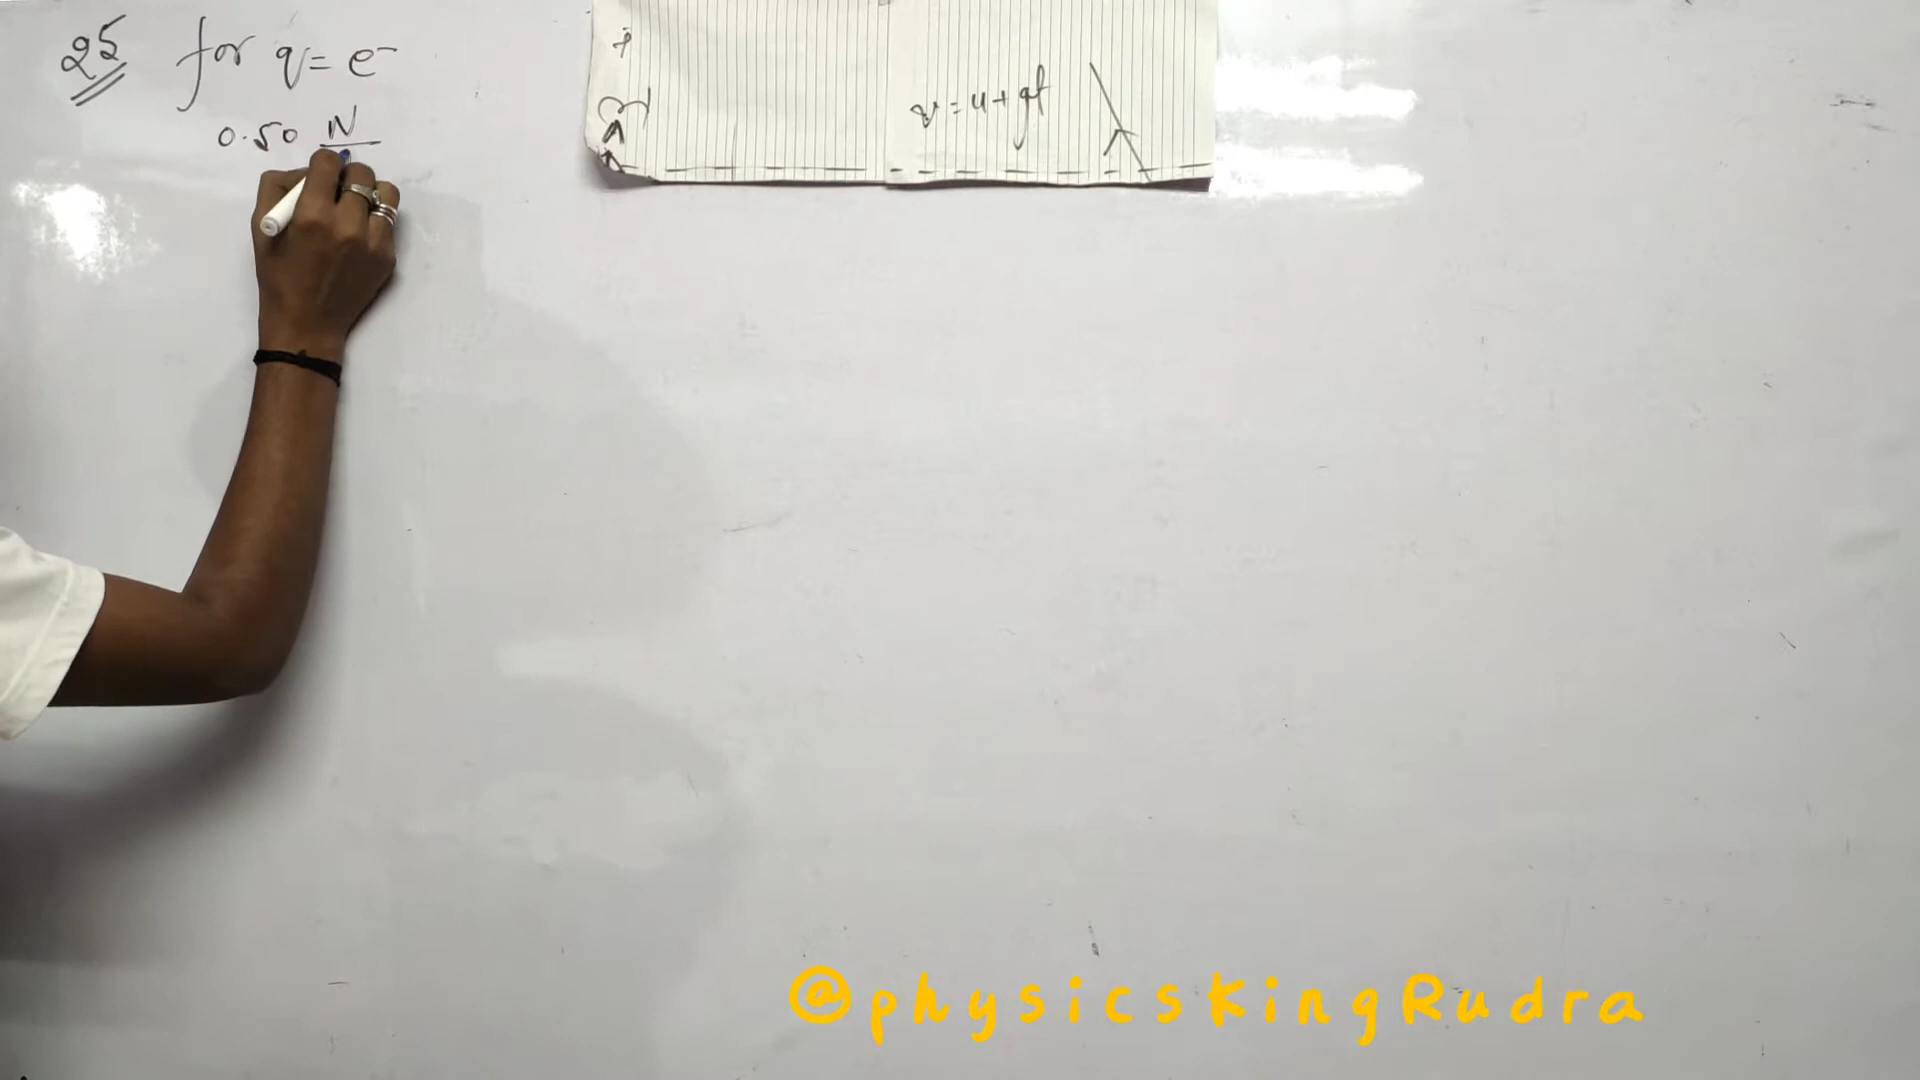 25 for q = e⁻
0.50 N
v = u + gt
@physicsKingRudra